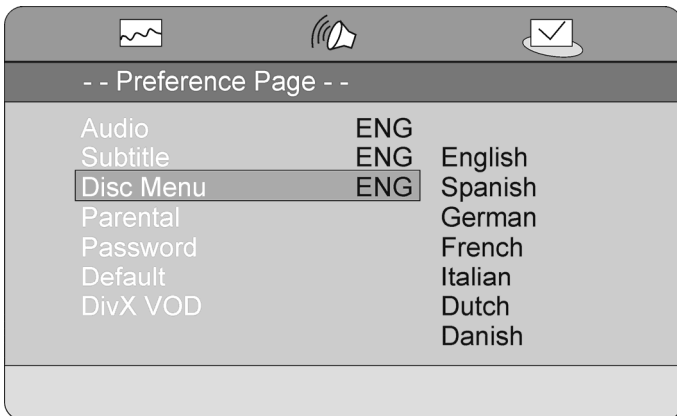 - - Preference Page - -
Audio ENG
Subtitle ENG English
Disc Menu ENG Spanish
Parental German
Password French
Default Italian
DivX VOD Dutch
Danish